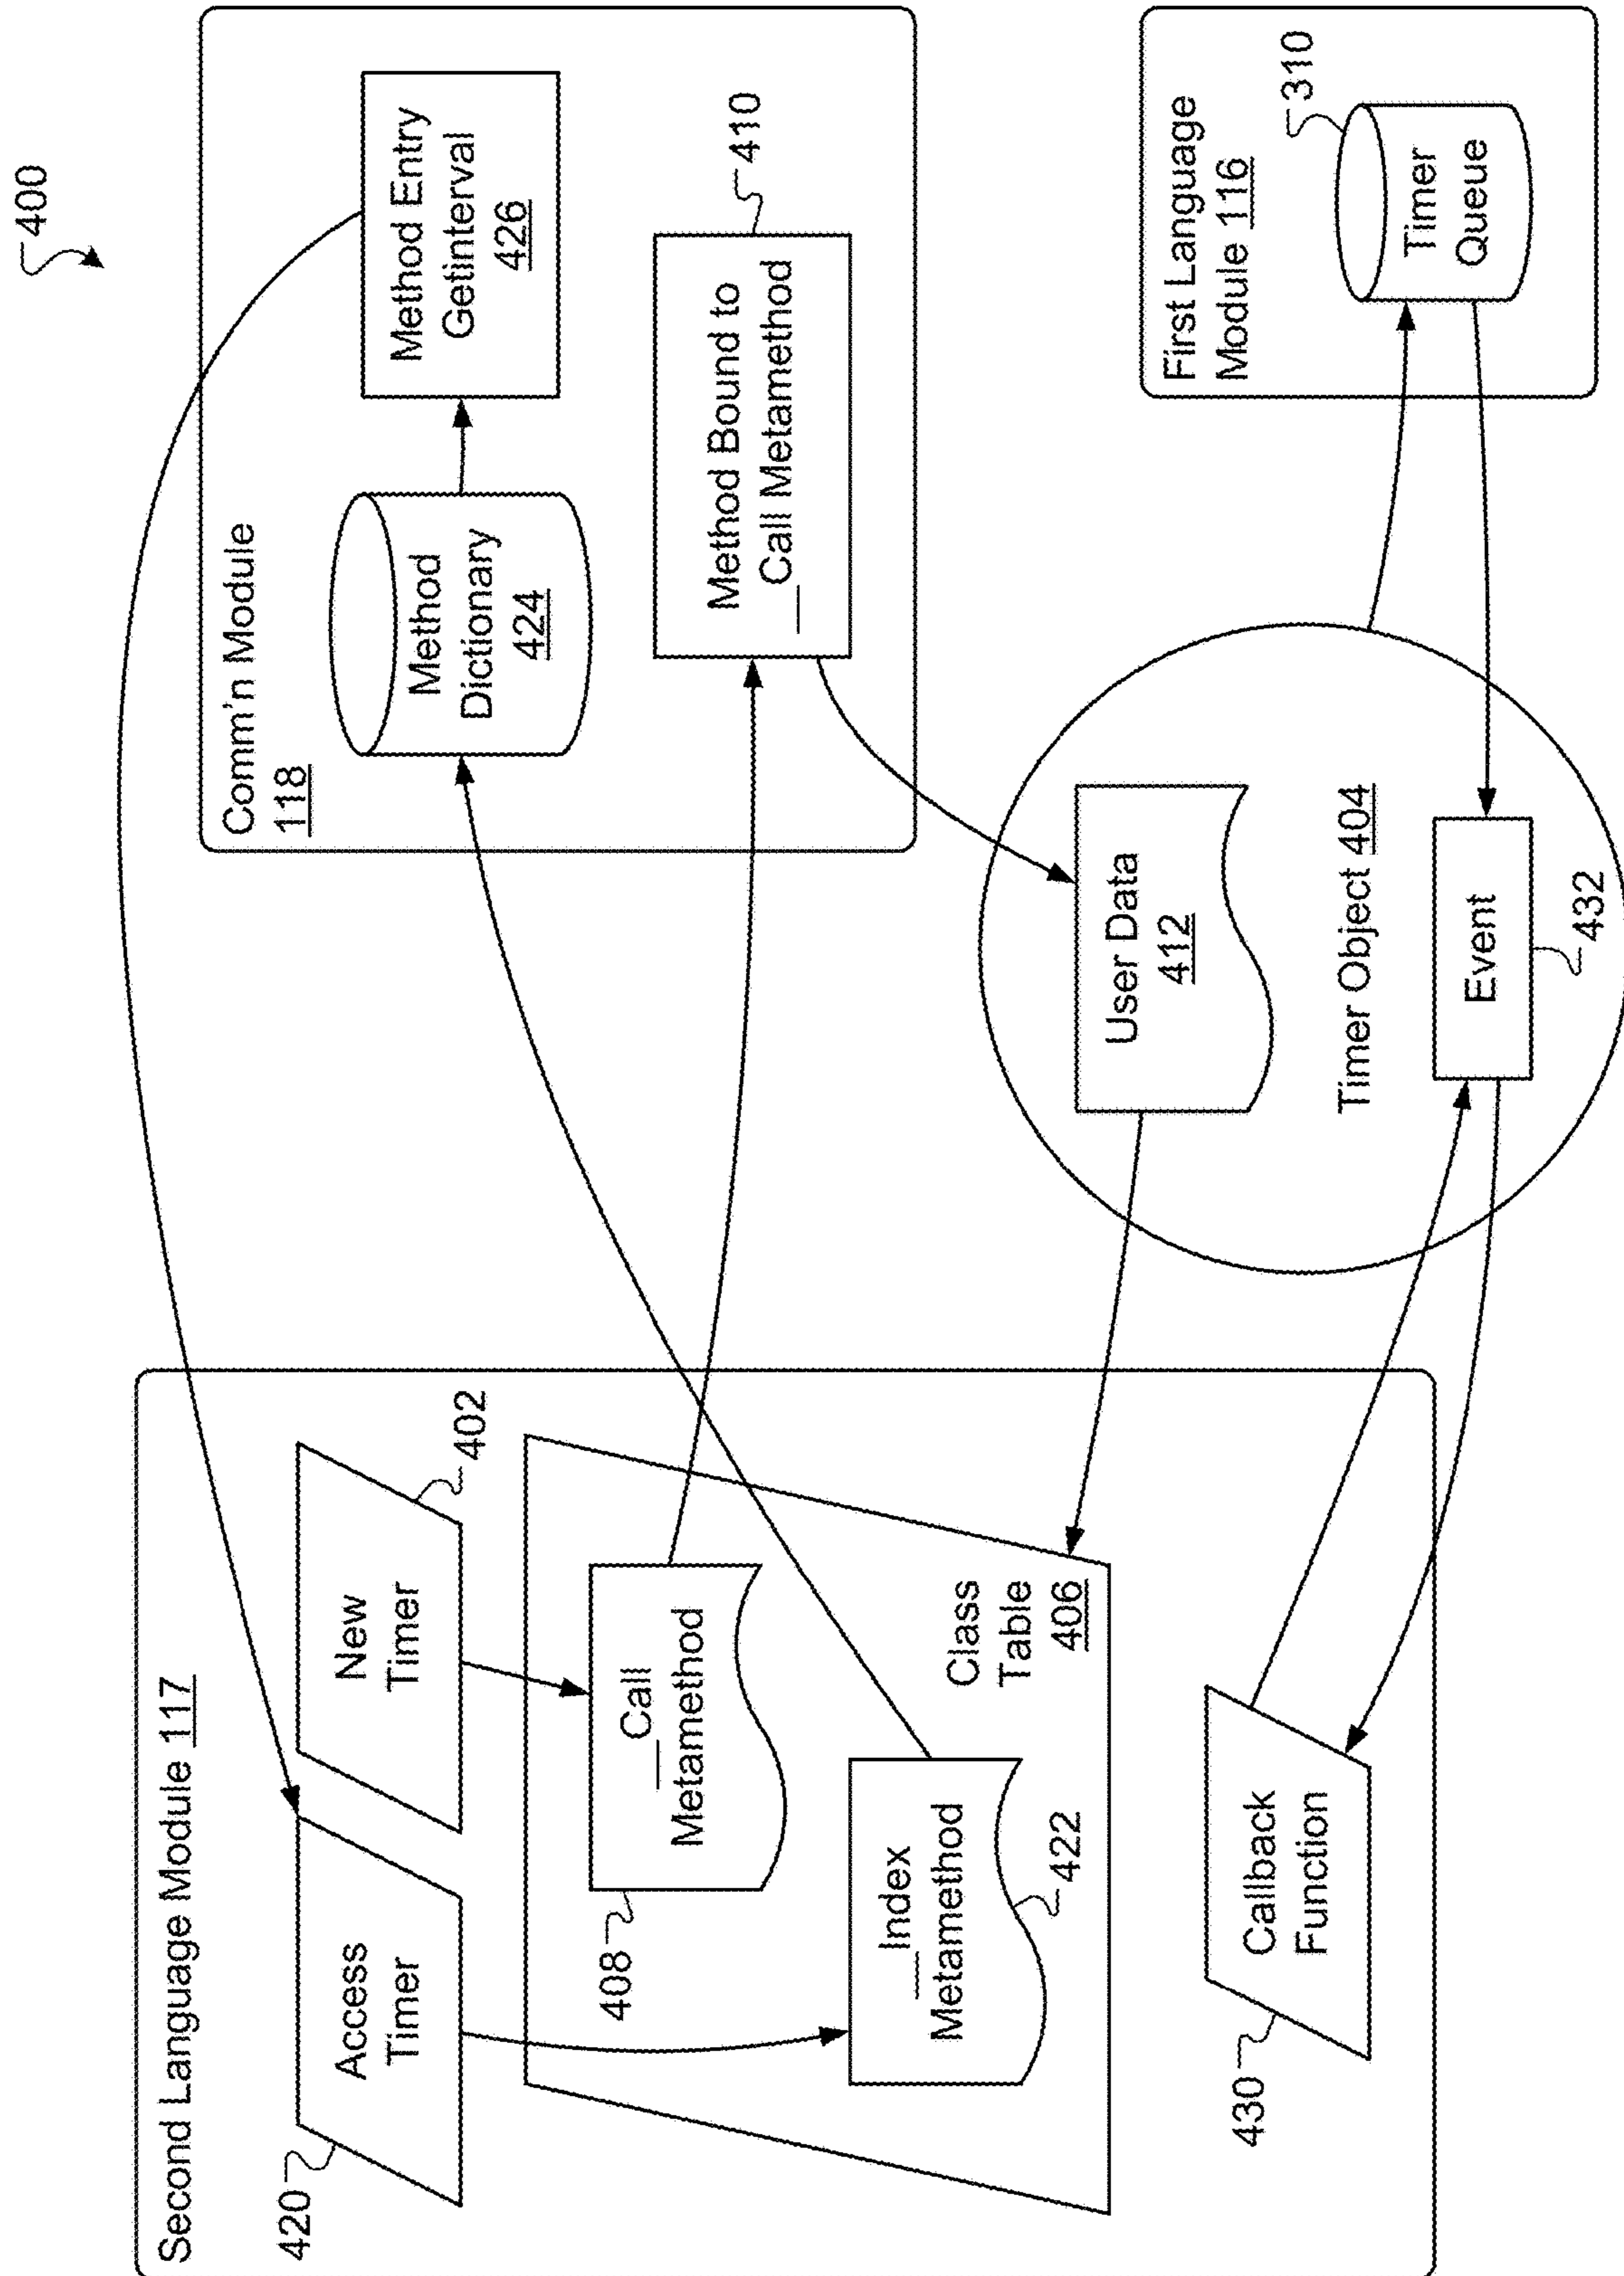 400
Second Language Module 117
420
Access
Timer
New
Timer
402
408
__Call
Metamethod
__Index
Metamethod
422
Class
Table
406
430
Callback
Function
Comm'n Module
118
Method
Dictionary
424
Method Entry
Getinterval
426
Method Bound to
__Call Metamethod
410
User Data
412
Timer Object 404
Event
432
First Language
Module 116
310
Timer
Queue